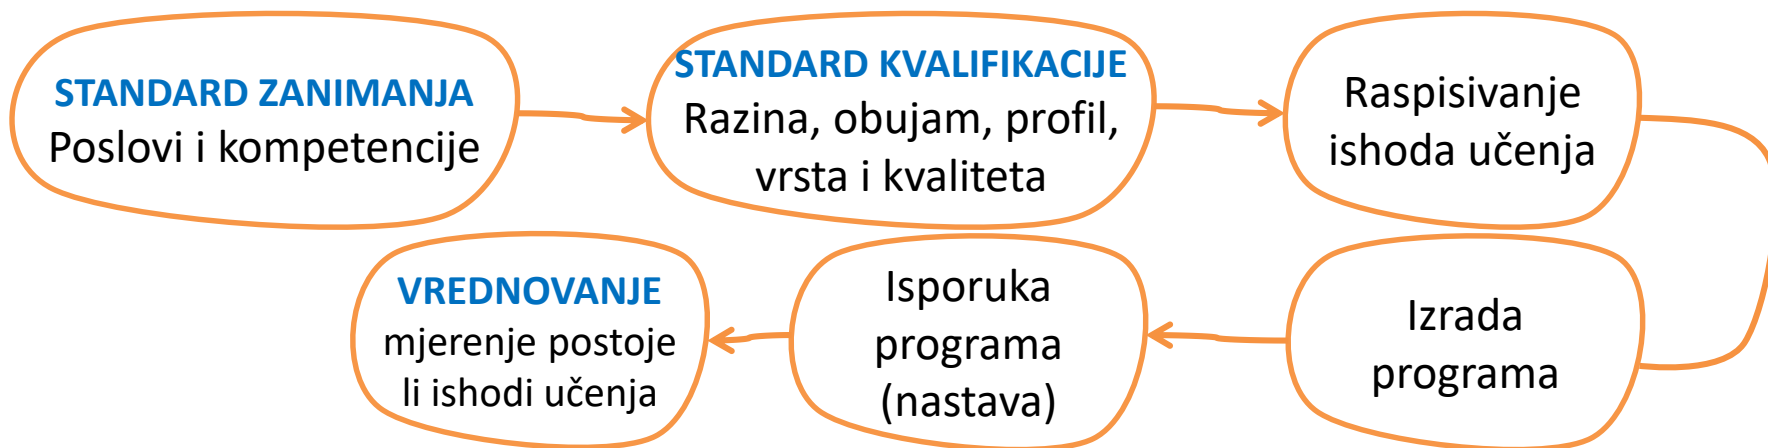 STANDARD ZANIMANJA
Poslovi i kompetencije
STANDARD KVALIFIKACIJE
Razina, obujam, profil,
vrsta i kvaliteta
Raspisivanje
ishoda učenja
Izrada
programa
Isporuka
programa
(nastava)
VREDNOVANJE
mjerenje postoje
li ishodi učenja